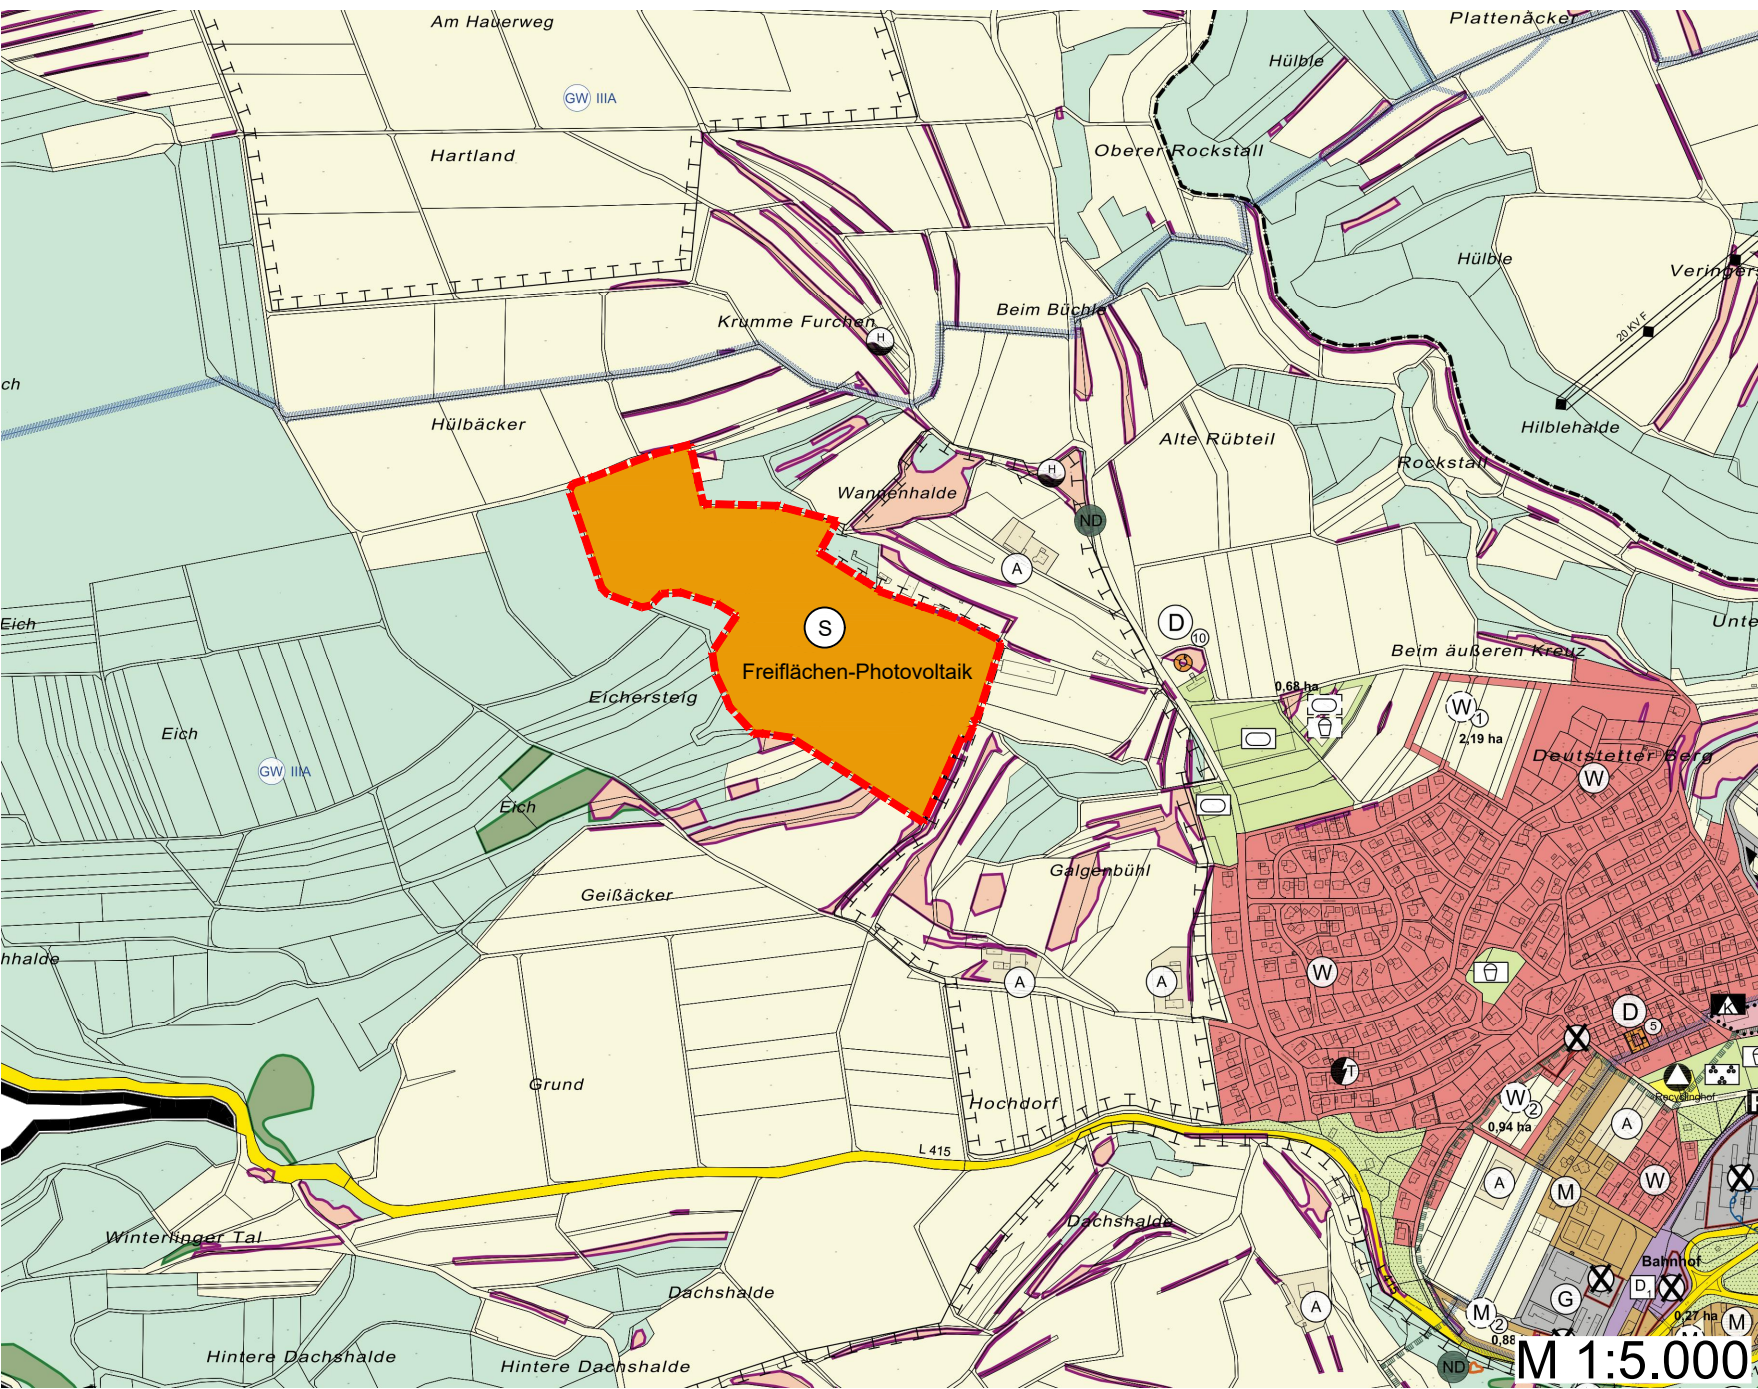 Am Hauerweg
Plattenäcker
Hülble
GW IIIA
Hartland
Oberer Rockstall
Hülble
Veringer
Krumme Furchen
H
Beim Büchle
20 KV F
ch
Hülbäcker
Alte Rübteil
Hilblehalde
Rockstall
H
Wannenhalde
ND
A
Eich
S
D
10
Unte
Beim äußeren Kreuz
Freiflächen-Photovoltaik
0,68 ha
Eichersteig
W
1
2,19 ha
Eich
Deutstetter Berg
GW IIIA
W
Eich
Galgenbühl
Geißäcker
hhalde
W
A
A
D
5
K
T
Grund
Hochdorf
W
2
Recyclinghof
0,94 ha
A
L 415
A
M
W
Dachshalde
Winterlinger Tal
Bahnhof
L 415
Dachshalde
A
G
D
1
M
2
0,27 ha
M
0,88
Hintere Dachshalde
Hintere Dachshalde
ND
M 1:5.000